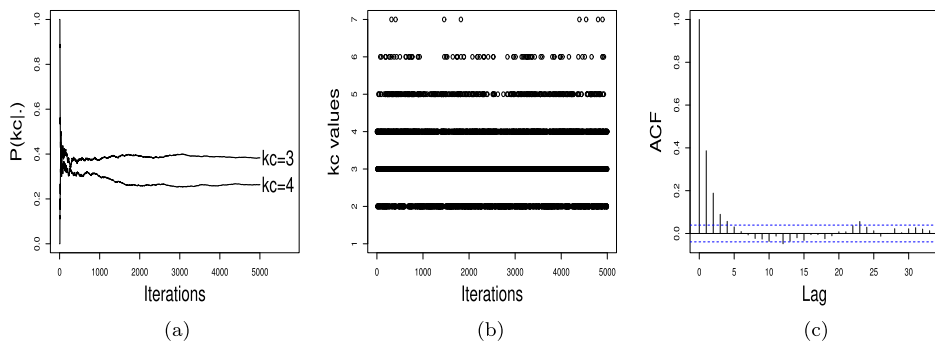 P(kc|.)
0.0 0.2 0.4 0.6 0.8 1.0
kc=3
kc=4
0 1000 2000 3000 4000 5000
Iterations
(a)
kc values
1 2 3 4 5 6 7
0 1000 2000 3000 4000 5000
Iterations
(b)
ACF
0.0 0.2 0.4 0.6 0.8 1.0
0 5 10 15 20 25 30
Lag
(c)